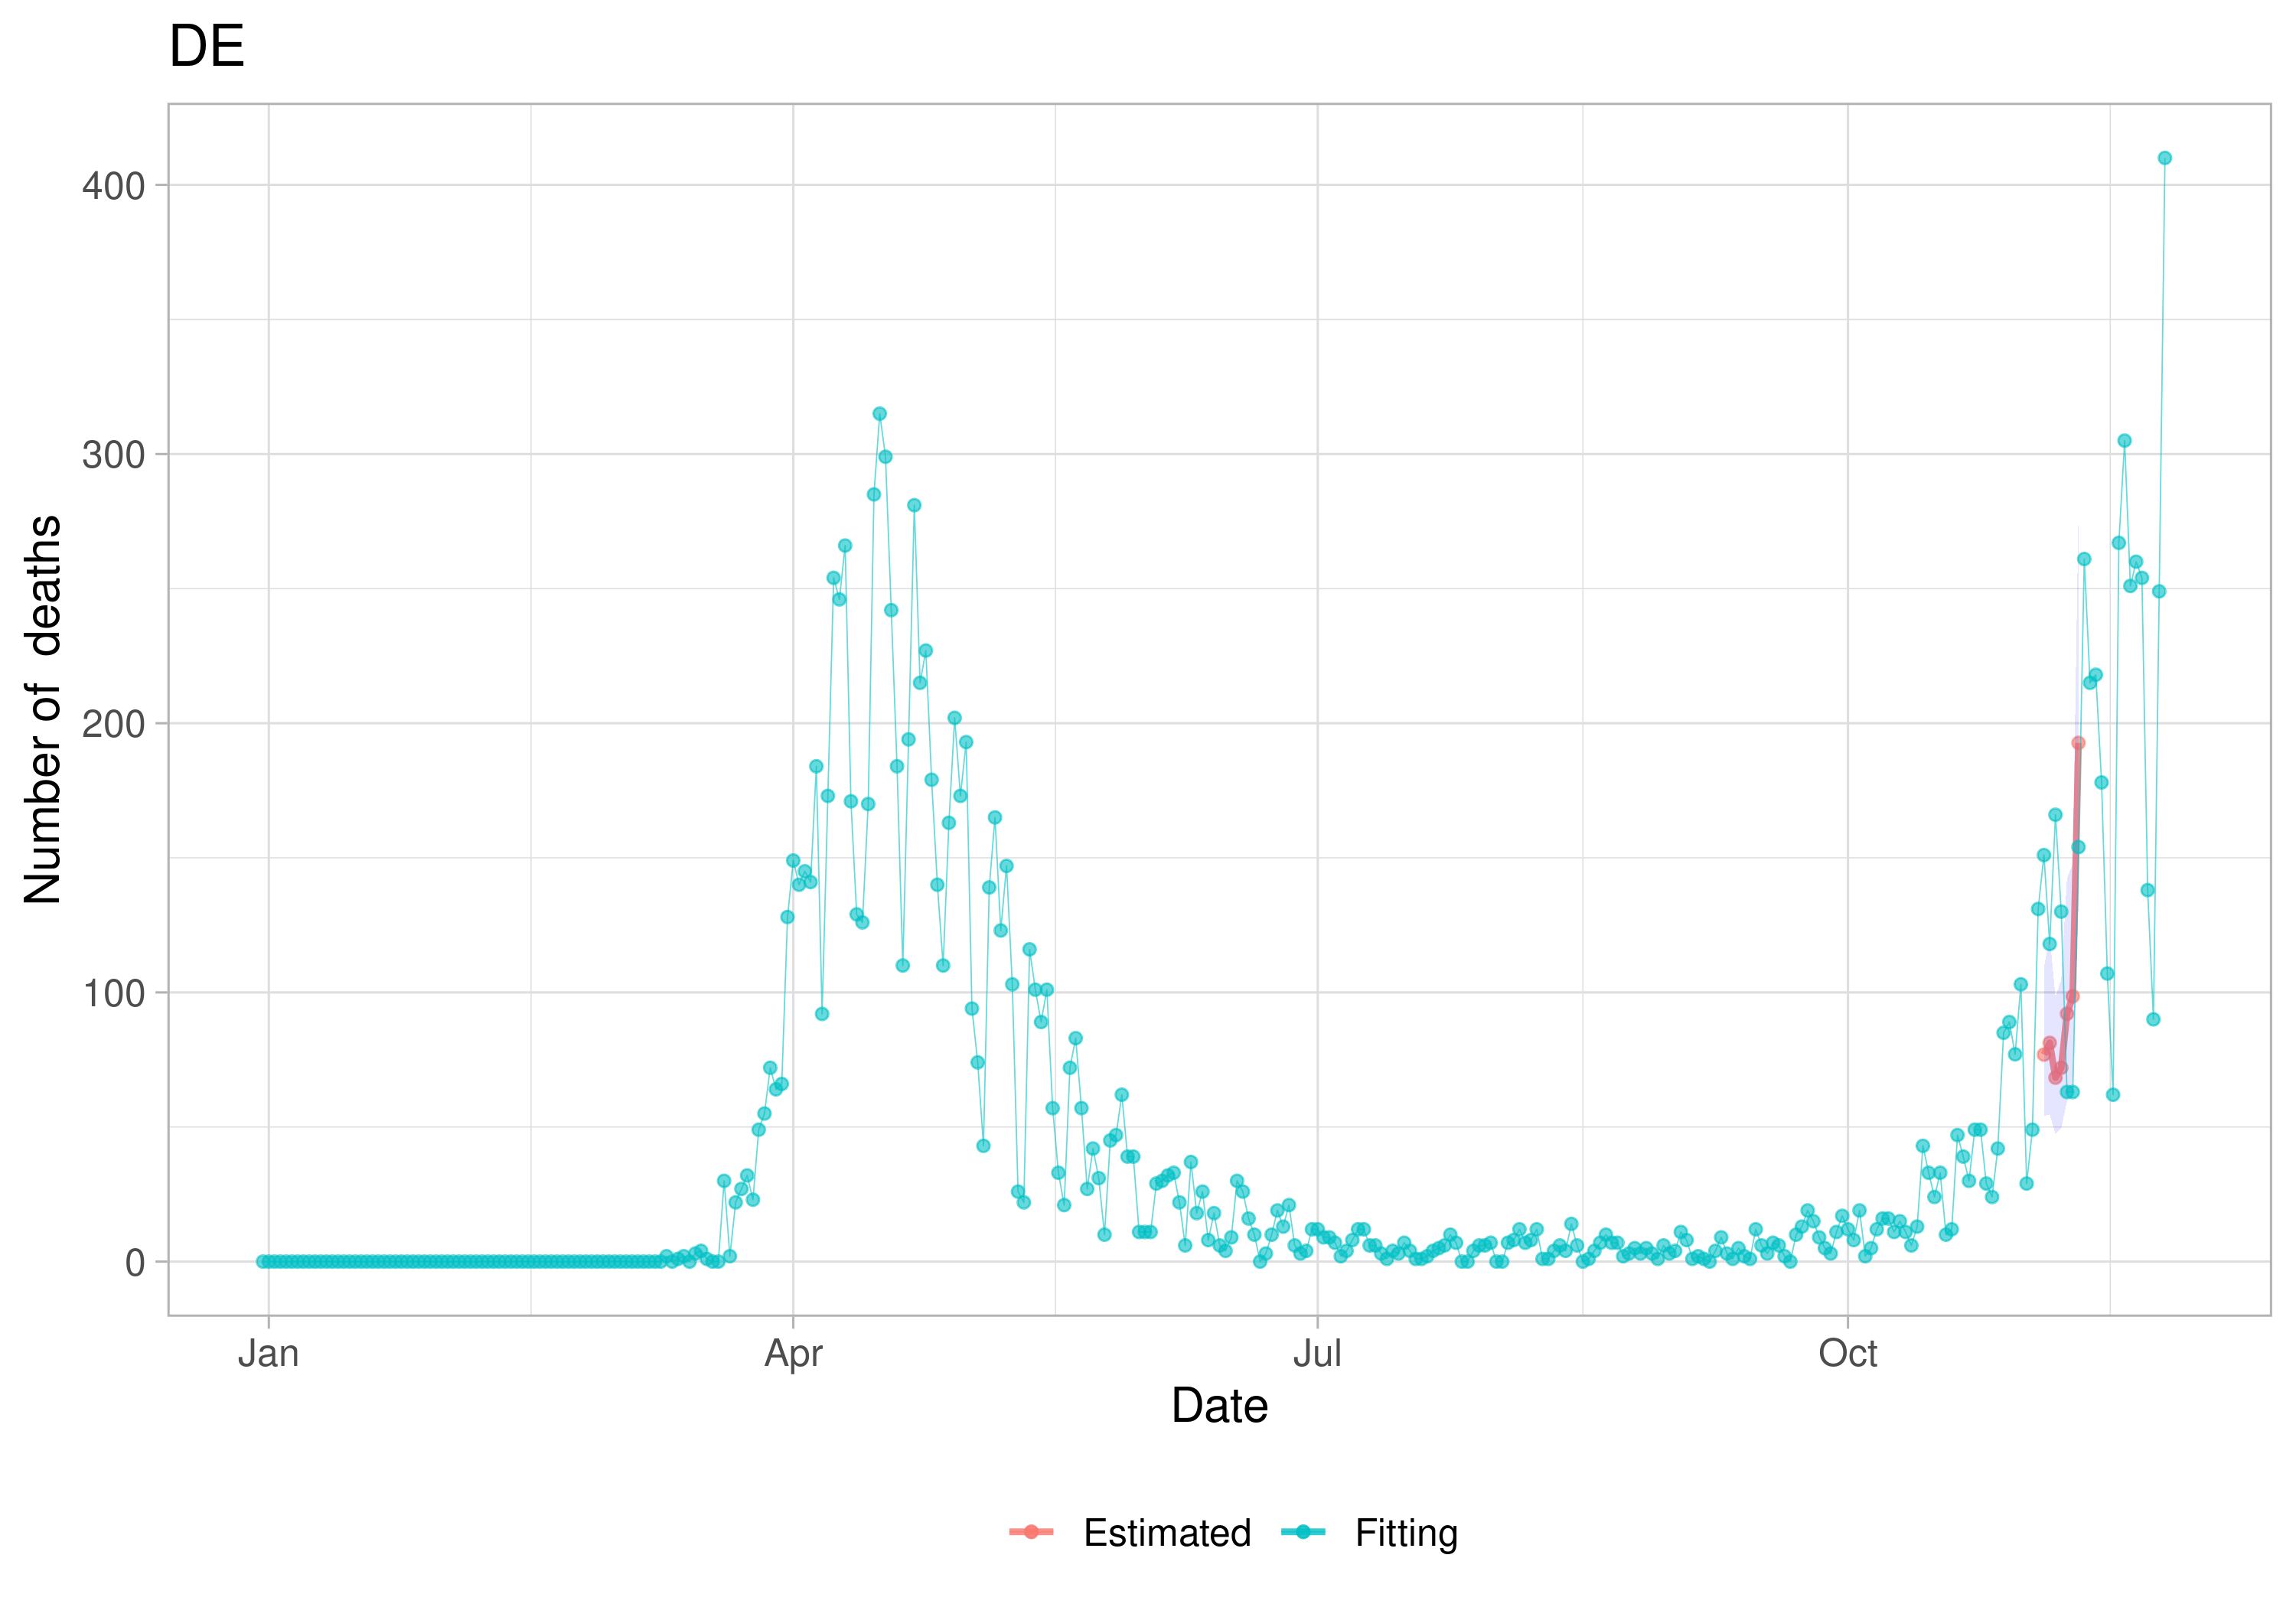 DE
Number of deaths
400
300
200
100
0
Jan Apr Jul Oct
Date
Estimated Fitting